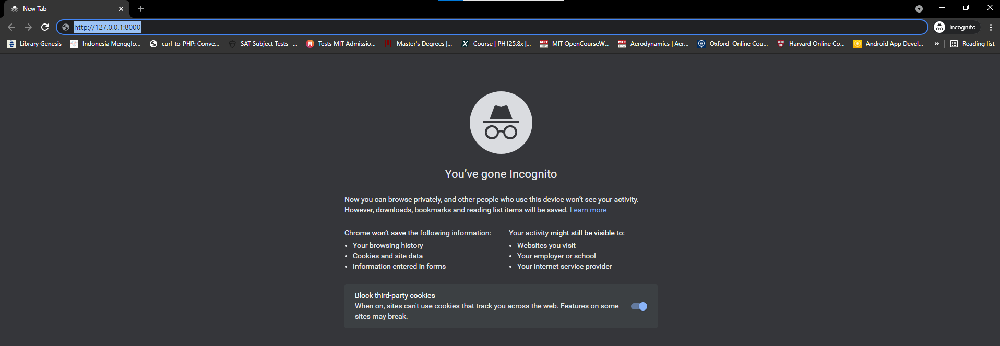 New Tab
http://127.0.0.1:8000
Incognito
Library Genesis
Indonesia Mengglo...
curl-to-PHP: Conve...
SAT Subject Tests –...
Tests MIT Admissio...
Master's Degrees |...
Course | PH125.8x |...
MIT OpenCourseW...
Aerodynamics | Aer...
Oxford Online Cou...
Harvard Online Co...
Android App Devel...
»
Reading list
You've gone Incognito
Now you can browse privately, and other people who use this device won't see your activity.
However, downloads, bookmarks and reading list items will be saved. Learn more
Chrome won't save the following information:
Your browsing history
Cookies and site data
Information entered in forms
Your activity might still be visible to:
Websites you visit
Your employer or school
Your internet service provider
Block third-party cookies
When on, sites can't use cookies that track you across the web. Features on some
sites may break.